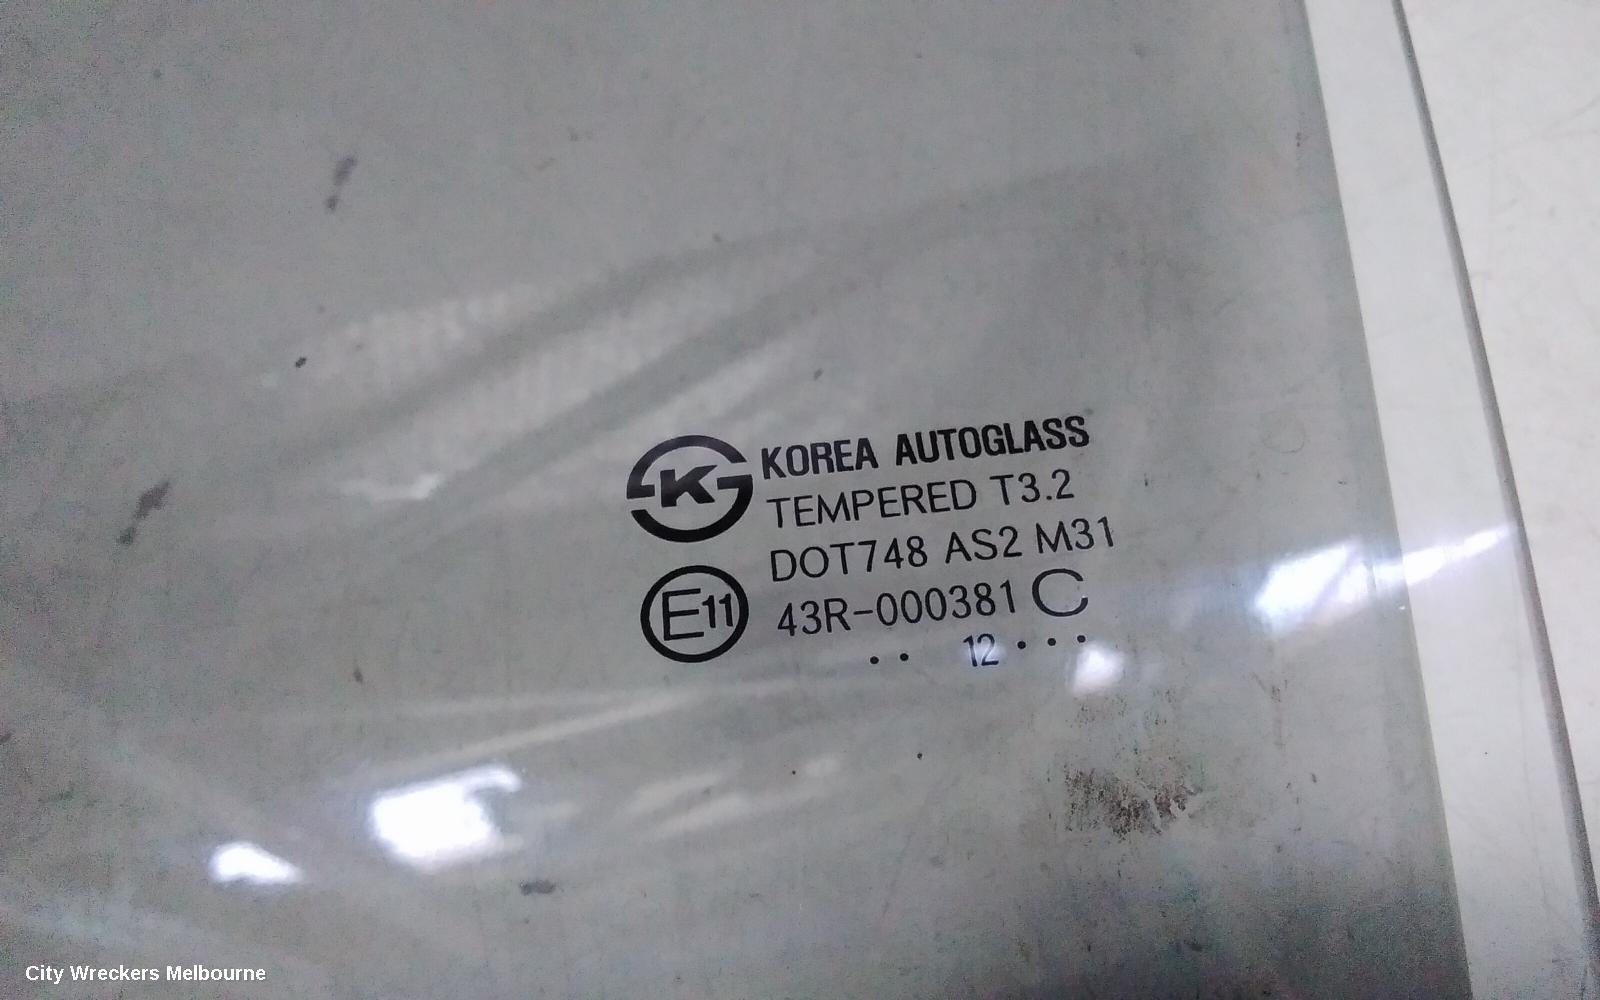 K KOREA AUTOGLASS
TEMPERED T3.2
DOT748 AS2 M31
E11 43R-000381 C
.. 12 ...
City Wreckers Melbourne